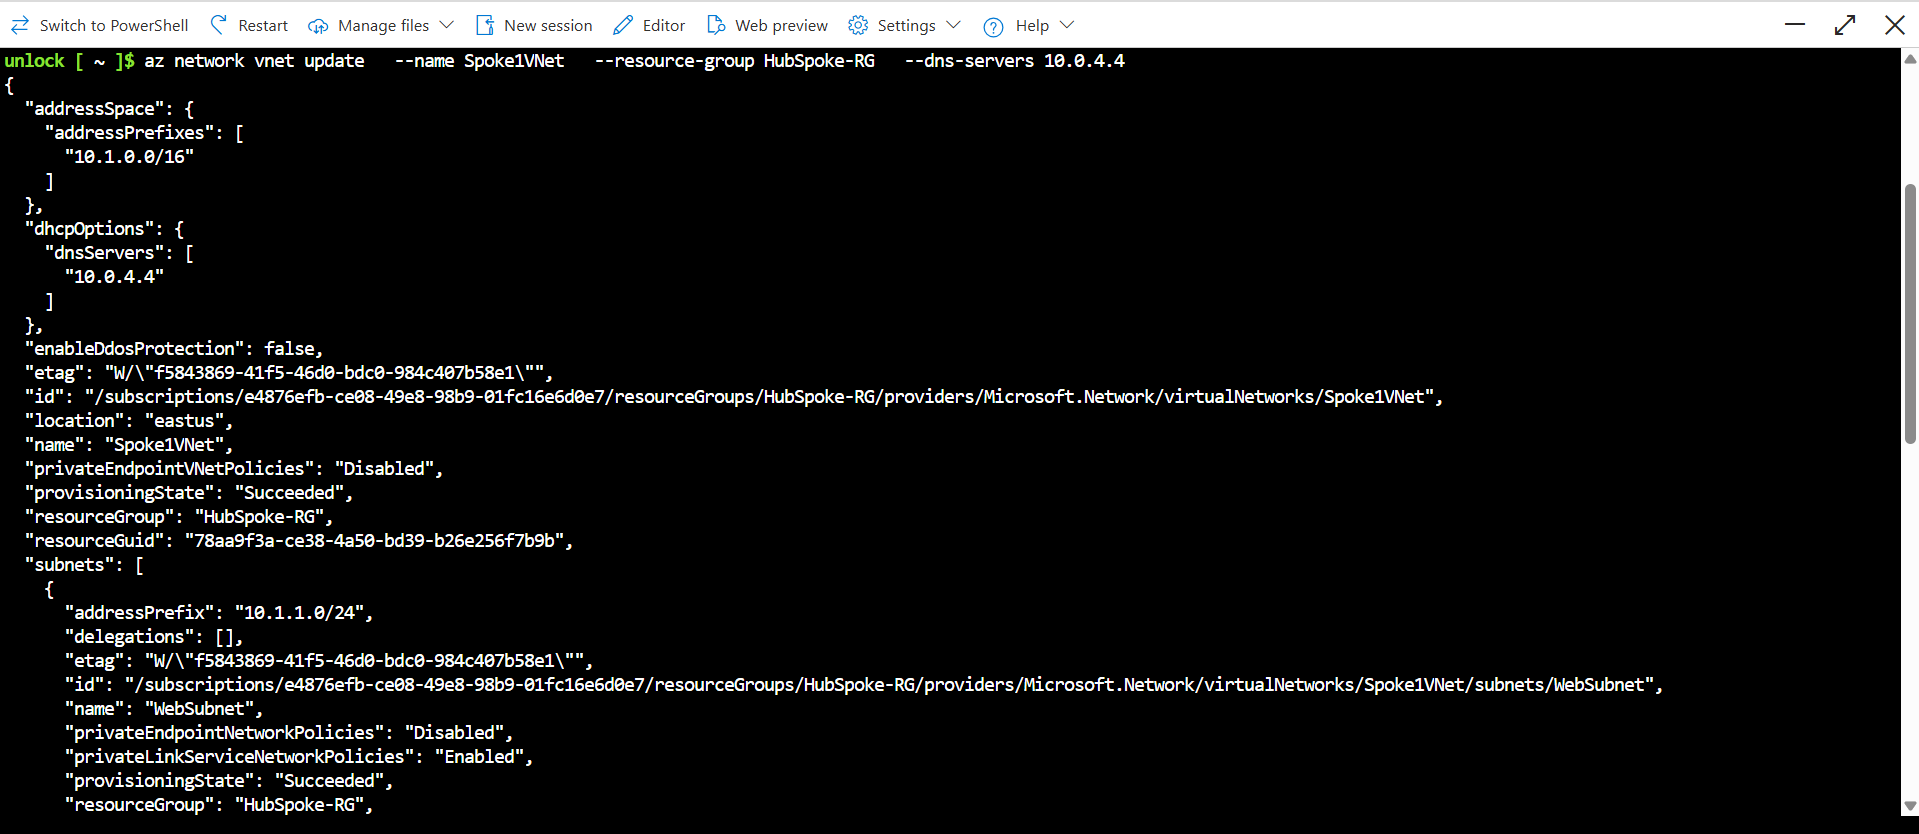 Switch to PowerShell Restart Manage files New session Editor Web preview Settings Help
unlock [ ~ ]$ az network vnet update   --name Spoke1VNet   --resource-group HubSpoke-RG   --dns-servers 10.0.4.4
{
  "addressSpace": {
    "addressPrefixes": [
      "10.1.0.0/16"
    ]
  },
  "dhcpOptions": {
    "dnsServers": [
      "10.0.4.4"
    ]
  },
  "enableDdosProtection": false,
  "etag": "W/\"f5843869-41f5-46d0-bdc0-984c407b58e1\"",
  "id": "/subscriptions/e4876efb-ce08-49e8-98b9-01fc16e6d0e7/resourceGroups/HubSpoke-RG/providers/Microsoft.Network/virtualNetworks/Spoke1VNet",
  "location": "eastus",
  "name": "Spoke1VNet",
  "privateEndpointVNetPolicies": "Disabled",
  "provisioningState": "Succeeded",
  "resourceGroup": "HubSpoke-RG",
  "resourceGuid": "78aa9f3a-ce38-4a50-bd39-b26e256f7b9b",
  "subnets": [
    {
      "addressPrefix": "10.1.1.0/24",
      "delegations": [],
      "etag": "W/\"f5843869-41f5-46d0-bdc0-984c407b58e1\"",
      "id": "/subscriptions/e4876efb-ce08-49e8-98b9-01fc16e6d0e7/resourceGroups/HubSpoke-RG/providers/Microsoft.Network/virtualNetworks/Spoke1VNet/subnets/WebSubnet",
      "name": "WebSubnet",
      "privateEndpointNetworkPolicies": "Disabled",
      "privateLinkServiceNetworkPolicies": "Enabled",
      "provisioningState": "Succeeded",
      "resourceGroup": "HubSpoke-RG",